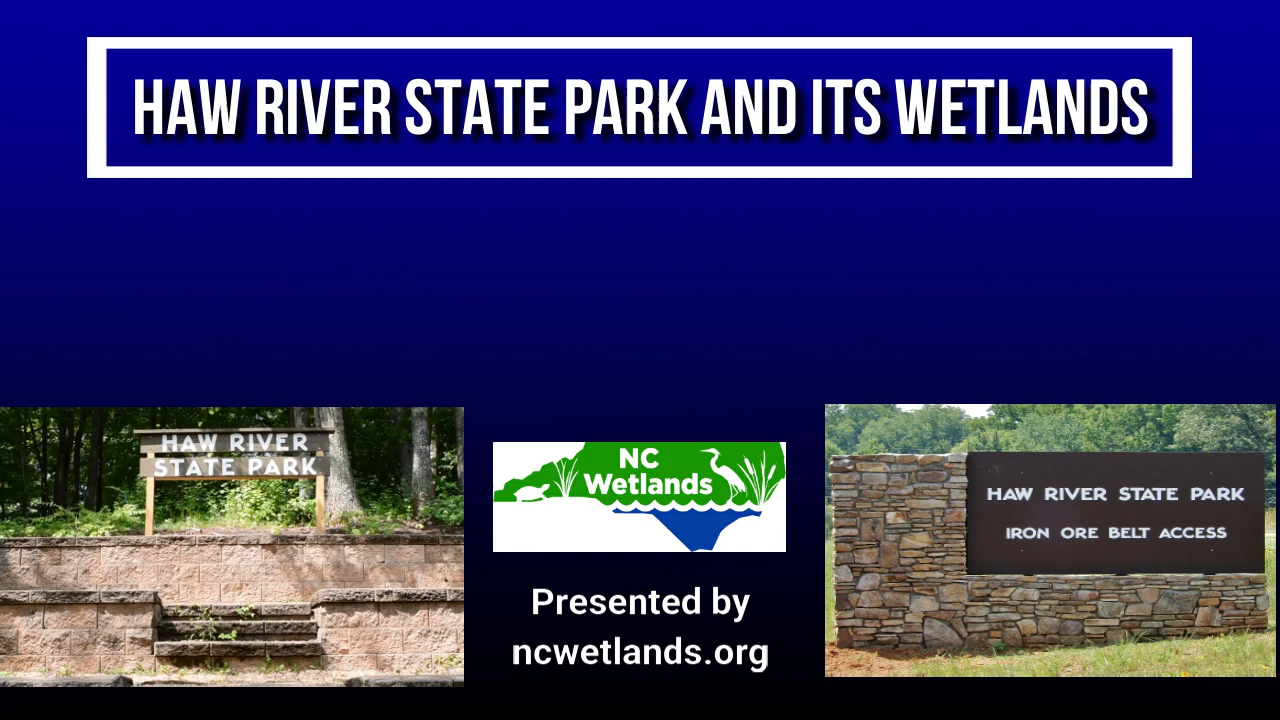 HAW RIVER STATE PARK AND ITS WETLANDS
HAW RIVER
STATE PARK
NC
Wetlands
Presented by
ncwetlands.org
HAW RIVER STATE PARK
IRON ORE BELT ACCESS